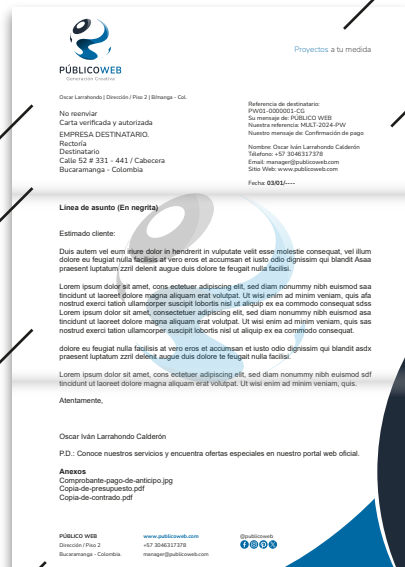 PÚBLICOWEB
Generación Creativa
Proyectos a tu medida
Oscar Larrahondo | Dirección / Piso 2 | B/manga - Col.
No reenviar
Carta verificada y autorizada
EMPRESA DESTINATARIO.
Rectoría
Destinatario
Calle 52 # 331 - 441 / Cabecera
Bucaramanga - Colombia
Referencia de destinatario:
PW01-0000001-CG
Su mensaje de: PÚBLICO WEB
Nuestra referencia: MULT-2024-PW
Nuestro mensaje de: Confirmación de pago
Nombre: Oscar Iván Larrahondo Calderón
Télefono: +57 3046317378
Email: manager@publicoweb.com
Sitio Web: www.publicoweb.com
Fecha: 03/01/----
Línea de asunto (En negrita)
Estimado cliente:
Duis autem vel eum iriure dolor in hendrerit in vulputate velit esse molestie consequat, vel illum
dolore eu feugiat nulla facilisis at vero eros et accumsan et iusto odio dignissim qui blandit Asaa
praesent luptatum zzril delenit augue duis dolore te feugait nulla facilisi.
Lorem ipsum dolor sit amet, cons ectetuer adipiscing elit, sed diam nonummy nibh euismod saa
tincidunt ut laoreet dolore magna aliquam erat volutpat. Ut wisi enim ad minim veniam, quis afa
nostrud exerci tation ullamcorper suscipit lobortis nisl ut aliquip ex ea commodo consequat sdss
Lorem ipsum dolor sit amet, consectetuer adipiscing elit, sed diam nonummy nibh euismod asa
tincidunt ut laoreet dolore magna aliquam erat volutpat. Ut wisi enim ad minim veniam, quis sas
nostrud exerci tation ullamcorper suscipit lobortis nisl ut aliquip ex ea commodo consequat.
dolore eu feugiat nulla facilisis at vero eros et accumsan et iusto odio dignissim qui blandit asdx
praesent luptatum zzril delenit augue duis dolore te feugait nulla facilisi.
Lorem ipsum dolor sit amet, cons ectetuer adipiscing elit, sed diam nonummy nibh euismod sdf
tincidunt ut laoreet dolore magna aliquam erat volutpat. Ut wisi enim ad minim veniam, quis.
Atentamente,
Oscar Iván Larrahondo Calderón
P.D.: Conoce nuestros servicios y encuentra ofertas especiales en nuestro portal web oficial.
Anexos
Comprobante-pago-de-anticipo.jpg
Copia-de-presupuesto.pdf
Copia-de-contrado.pdf
PÚBLICO WEB
Dirección / Piso 2
Bucaramanga - Colombia.
www.publicoweb.com
+57 3046317378
manager@publicoweb.com
@publicoweb